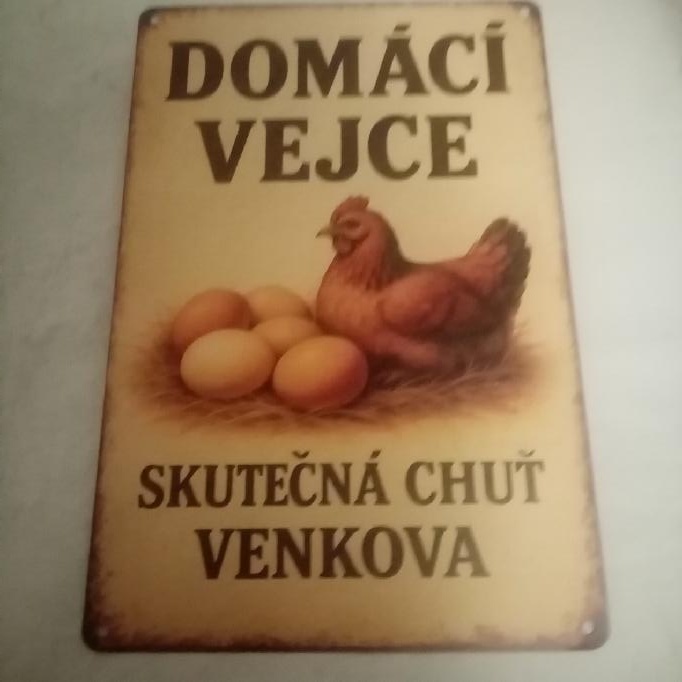 DOMÁCÍ
VEJCE
SKUTEČNÁ CHUŤ
VENKOVA